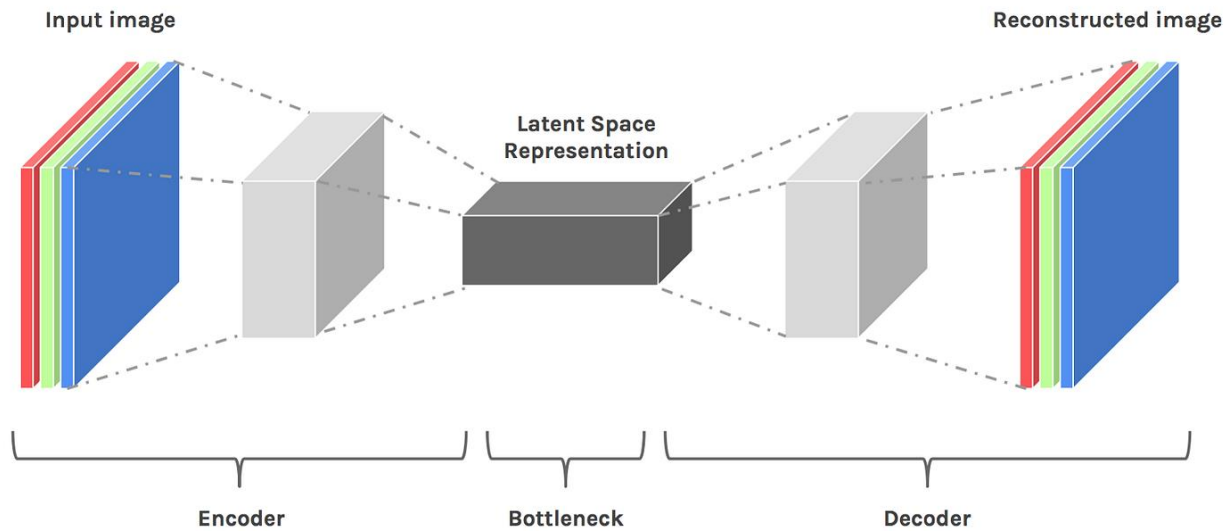 Input image
Reconstructed image
Latent Space
Representation
Encoder
Bottleneck
Decoder